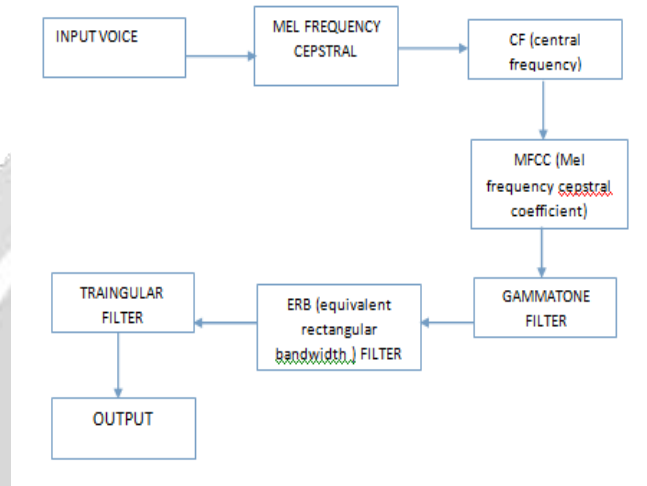 INPUT VOICE
MEL FREQUENCY
CEPSTRAL
CF (central
frequency)
MFCC (Mel
frequency cepstral
coefficient)
GAMMATONE
FILTER
ERB (equivalent
rectangular
bandwidth ) FILTER
TRAINGULAR
FILTER
OUTPUT